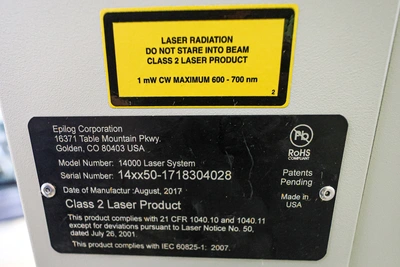 LASER RADIATION
DO NOT STARE INTO BEAM
CLASS 2 LASER PRODUCT
1 mW CW MAXIMUM 600 - 700 nm
2
Epilog Corporation
16371 Table Mountain Pkwy.
Golden, CO 80403 USA
Pb
RoHS
COMPLIANT
Model Number: 14000 Laser System
Serial Number: 14xx50-1718304028
Patents
Pending
Date of Manufactur :August, 2017
Made in
USA
Class 2 Laser Product
This product complies with 21 CFR 1040.10 and 1040.11
except for deviations pursuant to Laser Notice No. 50,
dated July 26, 2001.
This product complies with IEC 60825-1: 2007.